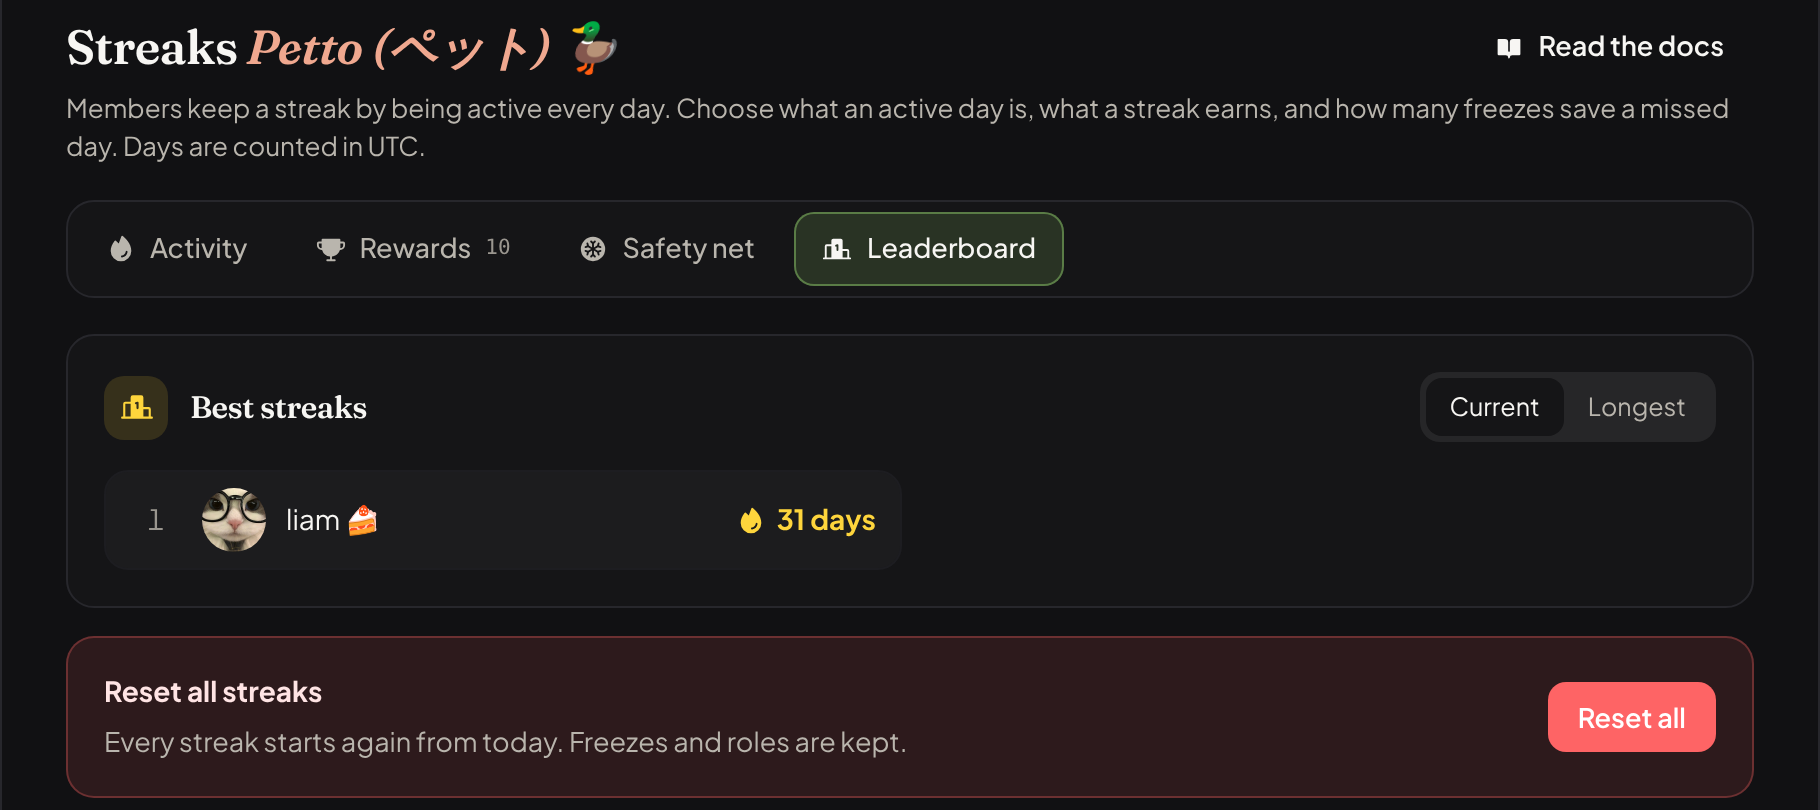 Streaks Petto (ペット) 🦆
Read the docs
Members keep a streak by being active every day. Choose what an active day is, what a streak earns, and how many freezes save a missed
day. Days are counted in UTC.
Activity
Rewards 10
Safety net
Leaderboard
Best streaks
Current
Longest
1 liam 🍰 31 days
Reset all streaks
Every streak starts again from today. Freezes and roles are kept.
Reset all